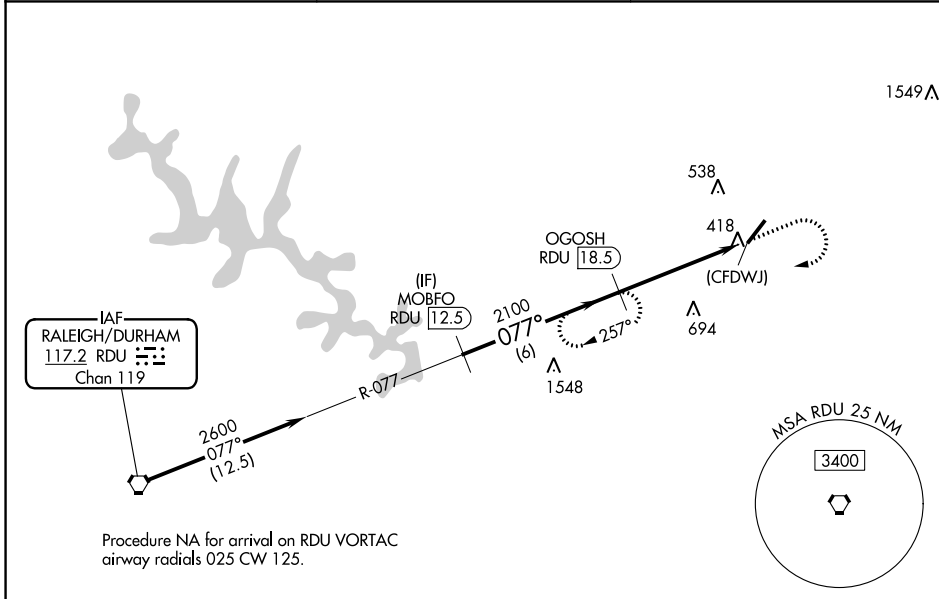 1549
538
418
(CFDWJ)
OGOSH
RDU 18.5
694
(IF)
MOBFO
RDU 12.5
2100
077°
(6)
257°
1548
IAF
RALEIGH/DURHAM
117.2 RDU
Chan 119
R-077
2600
077°
(12.5)
MSA RDU 25 NM
3400
Procedure NA for arrival on RDU VORTAC
airway radials 025 CW 125.